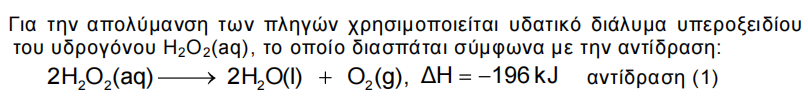 Για την απολύμανση των πληγών χρησιμοποιείται υδατικό διάλυμα υπεροξειδίου
του υδρογόνου H₂O₂(aq), το οποίο διασπάται σύμφωνα με την αντίδραση:
2H₂O₂(aq) ⟶ 2H₂O(l) + O₂(g), ΔH = −196 kJ αντίδραση (1)